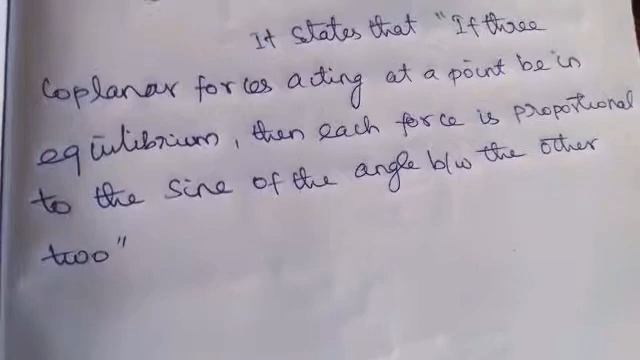 It states that "If three
coplanar forces acting at a point be in
equilibrium, then each force is proportional
to the sine of the angle b/w the other
two"